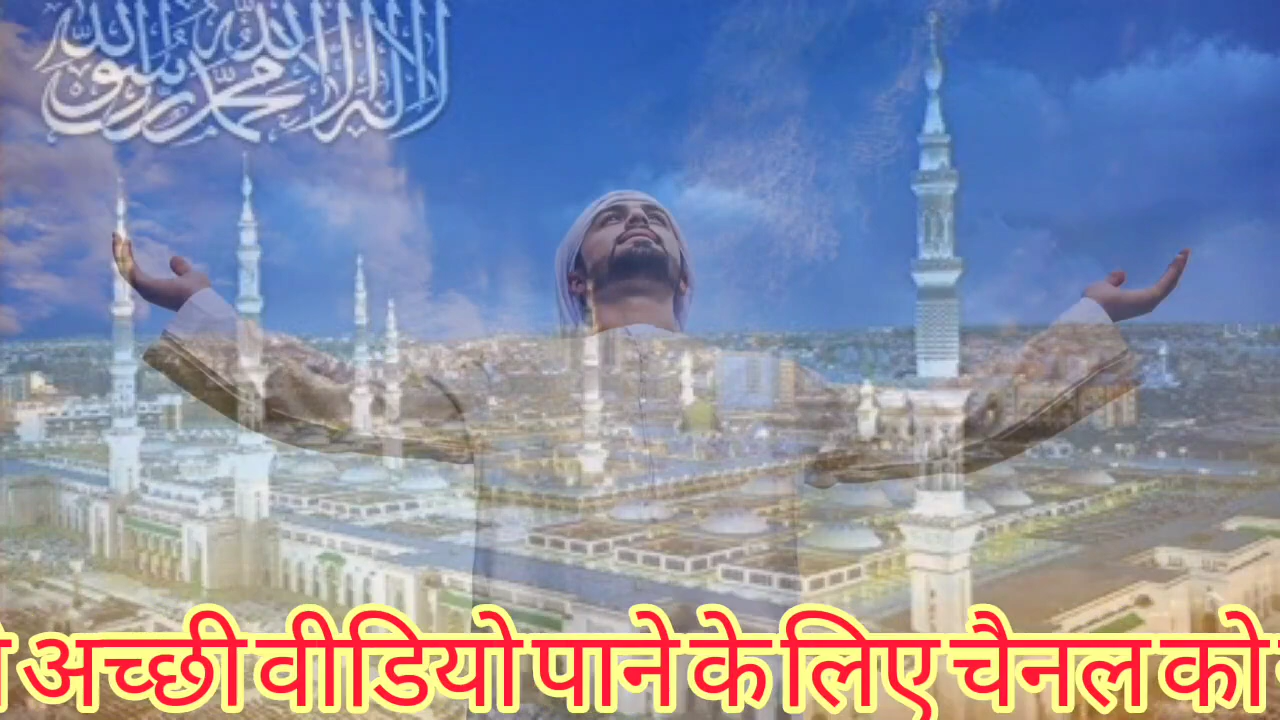 لا إله إلا الله محمد رسول الله
अच्छी वीडियो पाने के लिए चैनल को